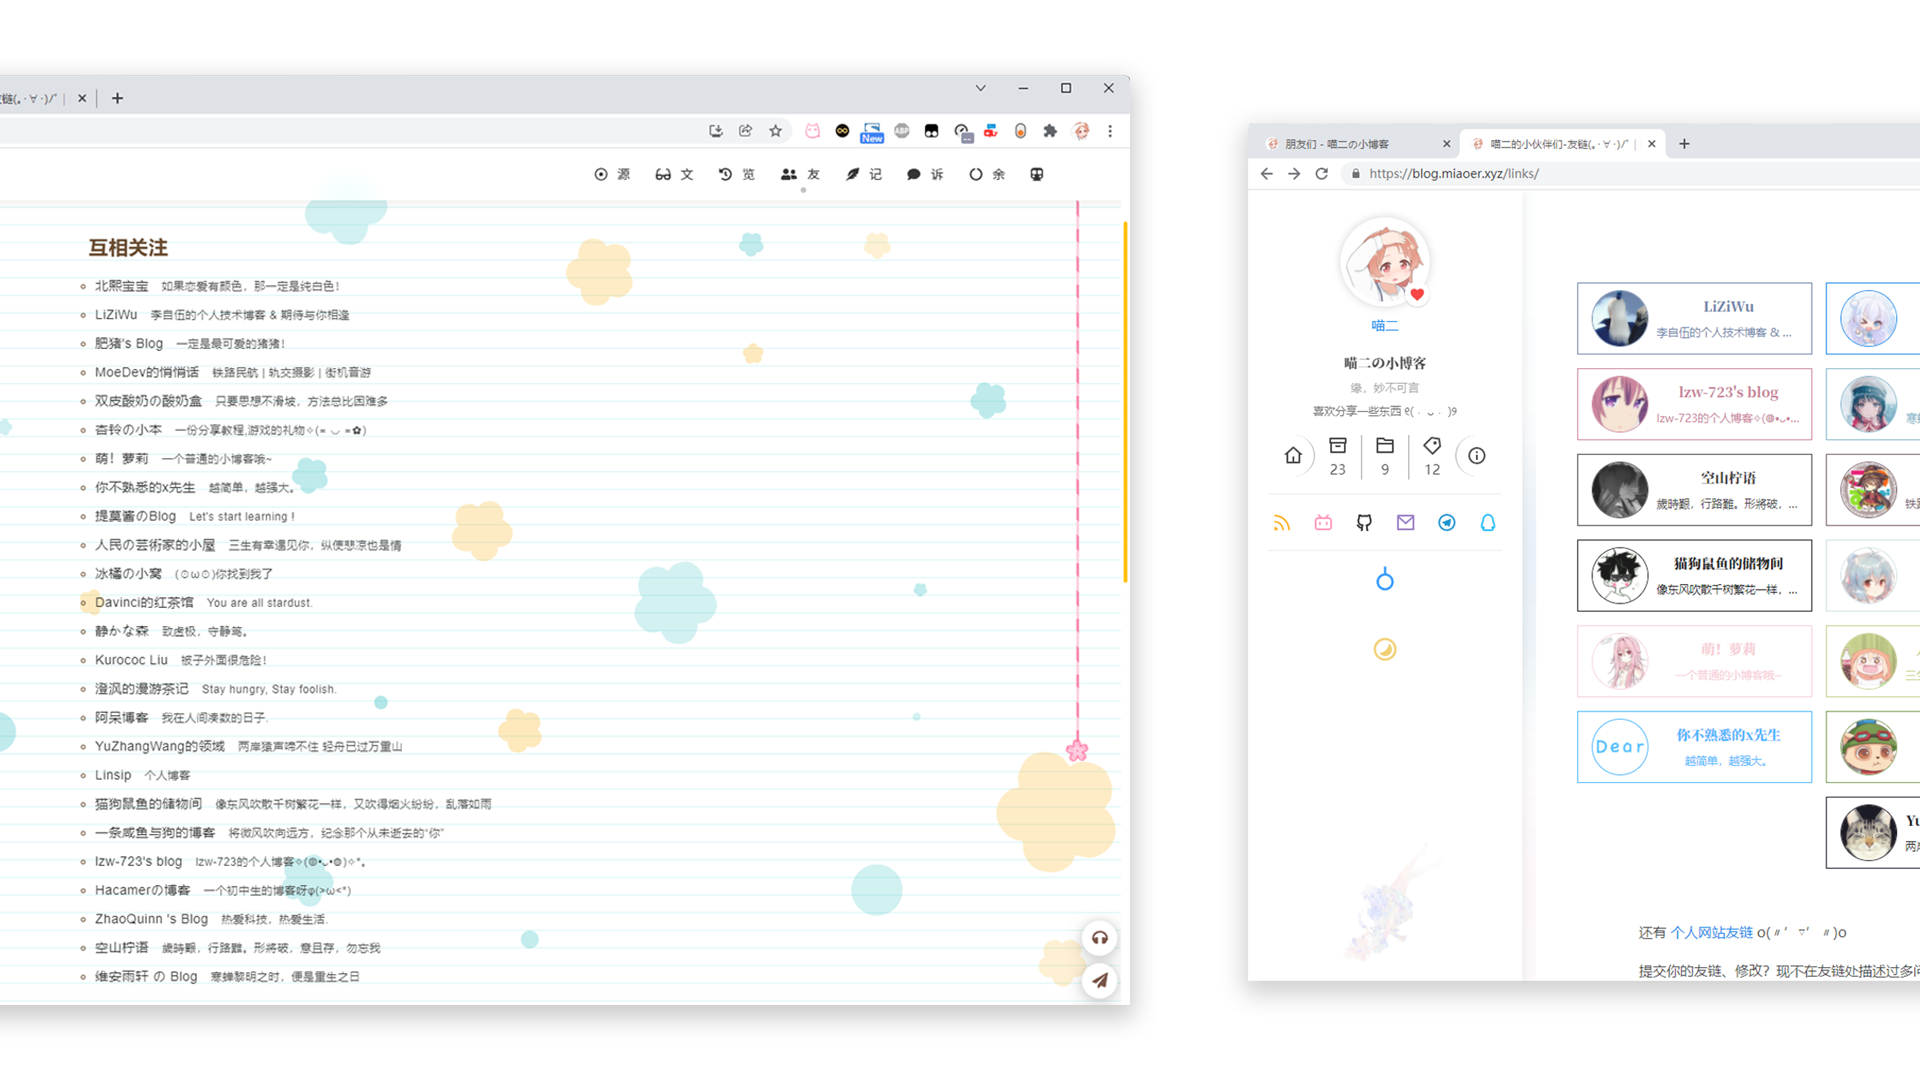 友链(｡･∀･)ﾉﾞ |
New
ABP
源 文 览 友 记 诉 余
互相关注
北熙宝宝 如果恋爱有颜色，那一定是纯白色！
LiZiWu 李自伍的个人技术博客 & 期待与你相逢
肥猪's Blog 一定是最可爱的猪猪！
MoeDev的悄悄话 铁路民航 | 轨交摄影 | 街机音游
双皮酸奶の酸奶盒 只要思想不滑坡，方法总比困难多
杏铃の小本 一份分享教程,游戏的礼物✧(≖ ◡ ≖✿)
萌！萝莉 一个普通的小博客哦~
你不熟悉的x先生 越简单，越强大。
提莫酱のBlog Let's start learning !
人民の芸術家的小屋 三生有幸遇见你，纵使悲凉也是情
冰橘の小窝 (⊙ω⊙)你找到我了
Davinci的红茶馆 You are all stardust.
静かな森 致虚极，守静笃。
Kurococ Liu 被子外面很危险！
澄沨的漫游茶记 Stay hungry, Stay foolish.
阿呆博客 我在人间凑数的日子.
YuZhangWang的领域 两岸猿声啼不住 轻舟已过万重山
Linsip 个人博客
猫狗鼠鱼的储物间 像东风吹散千树繁花一样，又吹得烟火纷纷，乱落如雨
一条咸鱼与狗的博客 将微风吹向远方，纪念那个从未逝去的“你”
lzw-723's blog lzw-723的个人博客✧(◍•ᴗ•◍)✧*。
Hacamerの博客 一个初中生的博客呀φ(>ω<*)
ZhaoQuinn 's Blog 热爱科技，热爱生活.
空山柠语 歲時艱，行路難。形將破，意且存，勿忘我
维安雨轩 の Blog 寒蝉黎明之时，便是重生之日
朋友们 - 喵二の小博客
喵二的小伙伴们-友链(｡･∀･)ﾉﾞ |
https://blog.miaoer.xyz/links/
喵二
喵二の小博客
缘，妙不可言
喜欢分享一些东西 ९( · ᴗ · )9
23 9 12
LiZiWu
李自伍的个人技术博客 & ...
lzw-723's blog
lzw-723的个人博客✧(◍•ᴗ•...
空山柠语
歲時艱，行路難。形將破，...
铁
猫狗鼠鱼的储物间
像东风吹散千树繁花一样，...
萌！萝莉
一个普通的小博客哦~
三
Dear
你不熟悉的x先生
越简单，越强大。
Yu
两
还有 个人网站友链 o(〃'▽'〃)o
提交你的友链、修改？现不在友链处描述过多